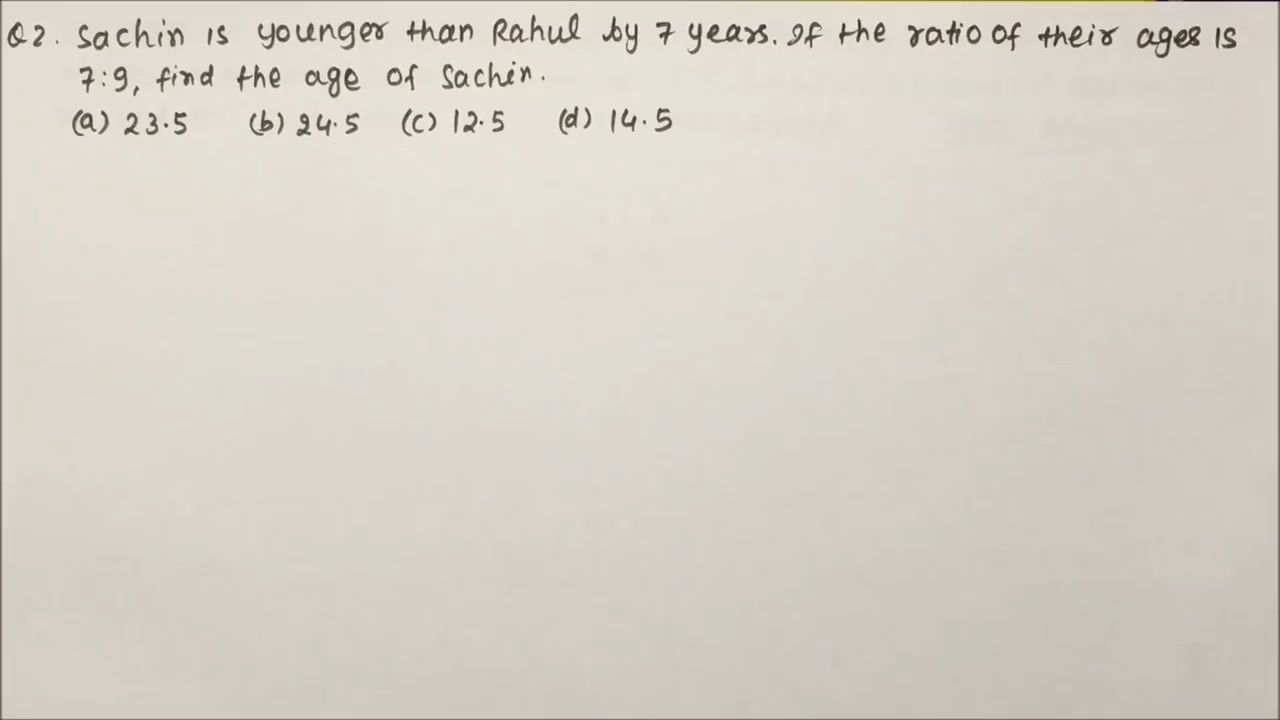 Q2. Sachin is younger than Rahul by 7 years. If the ratio of their ages is
7:9, find the age of Sachin.
(a) 23.5 (b) 24.5 (c) 12.5 (d) 14.5